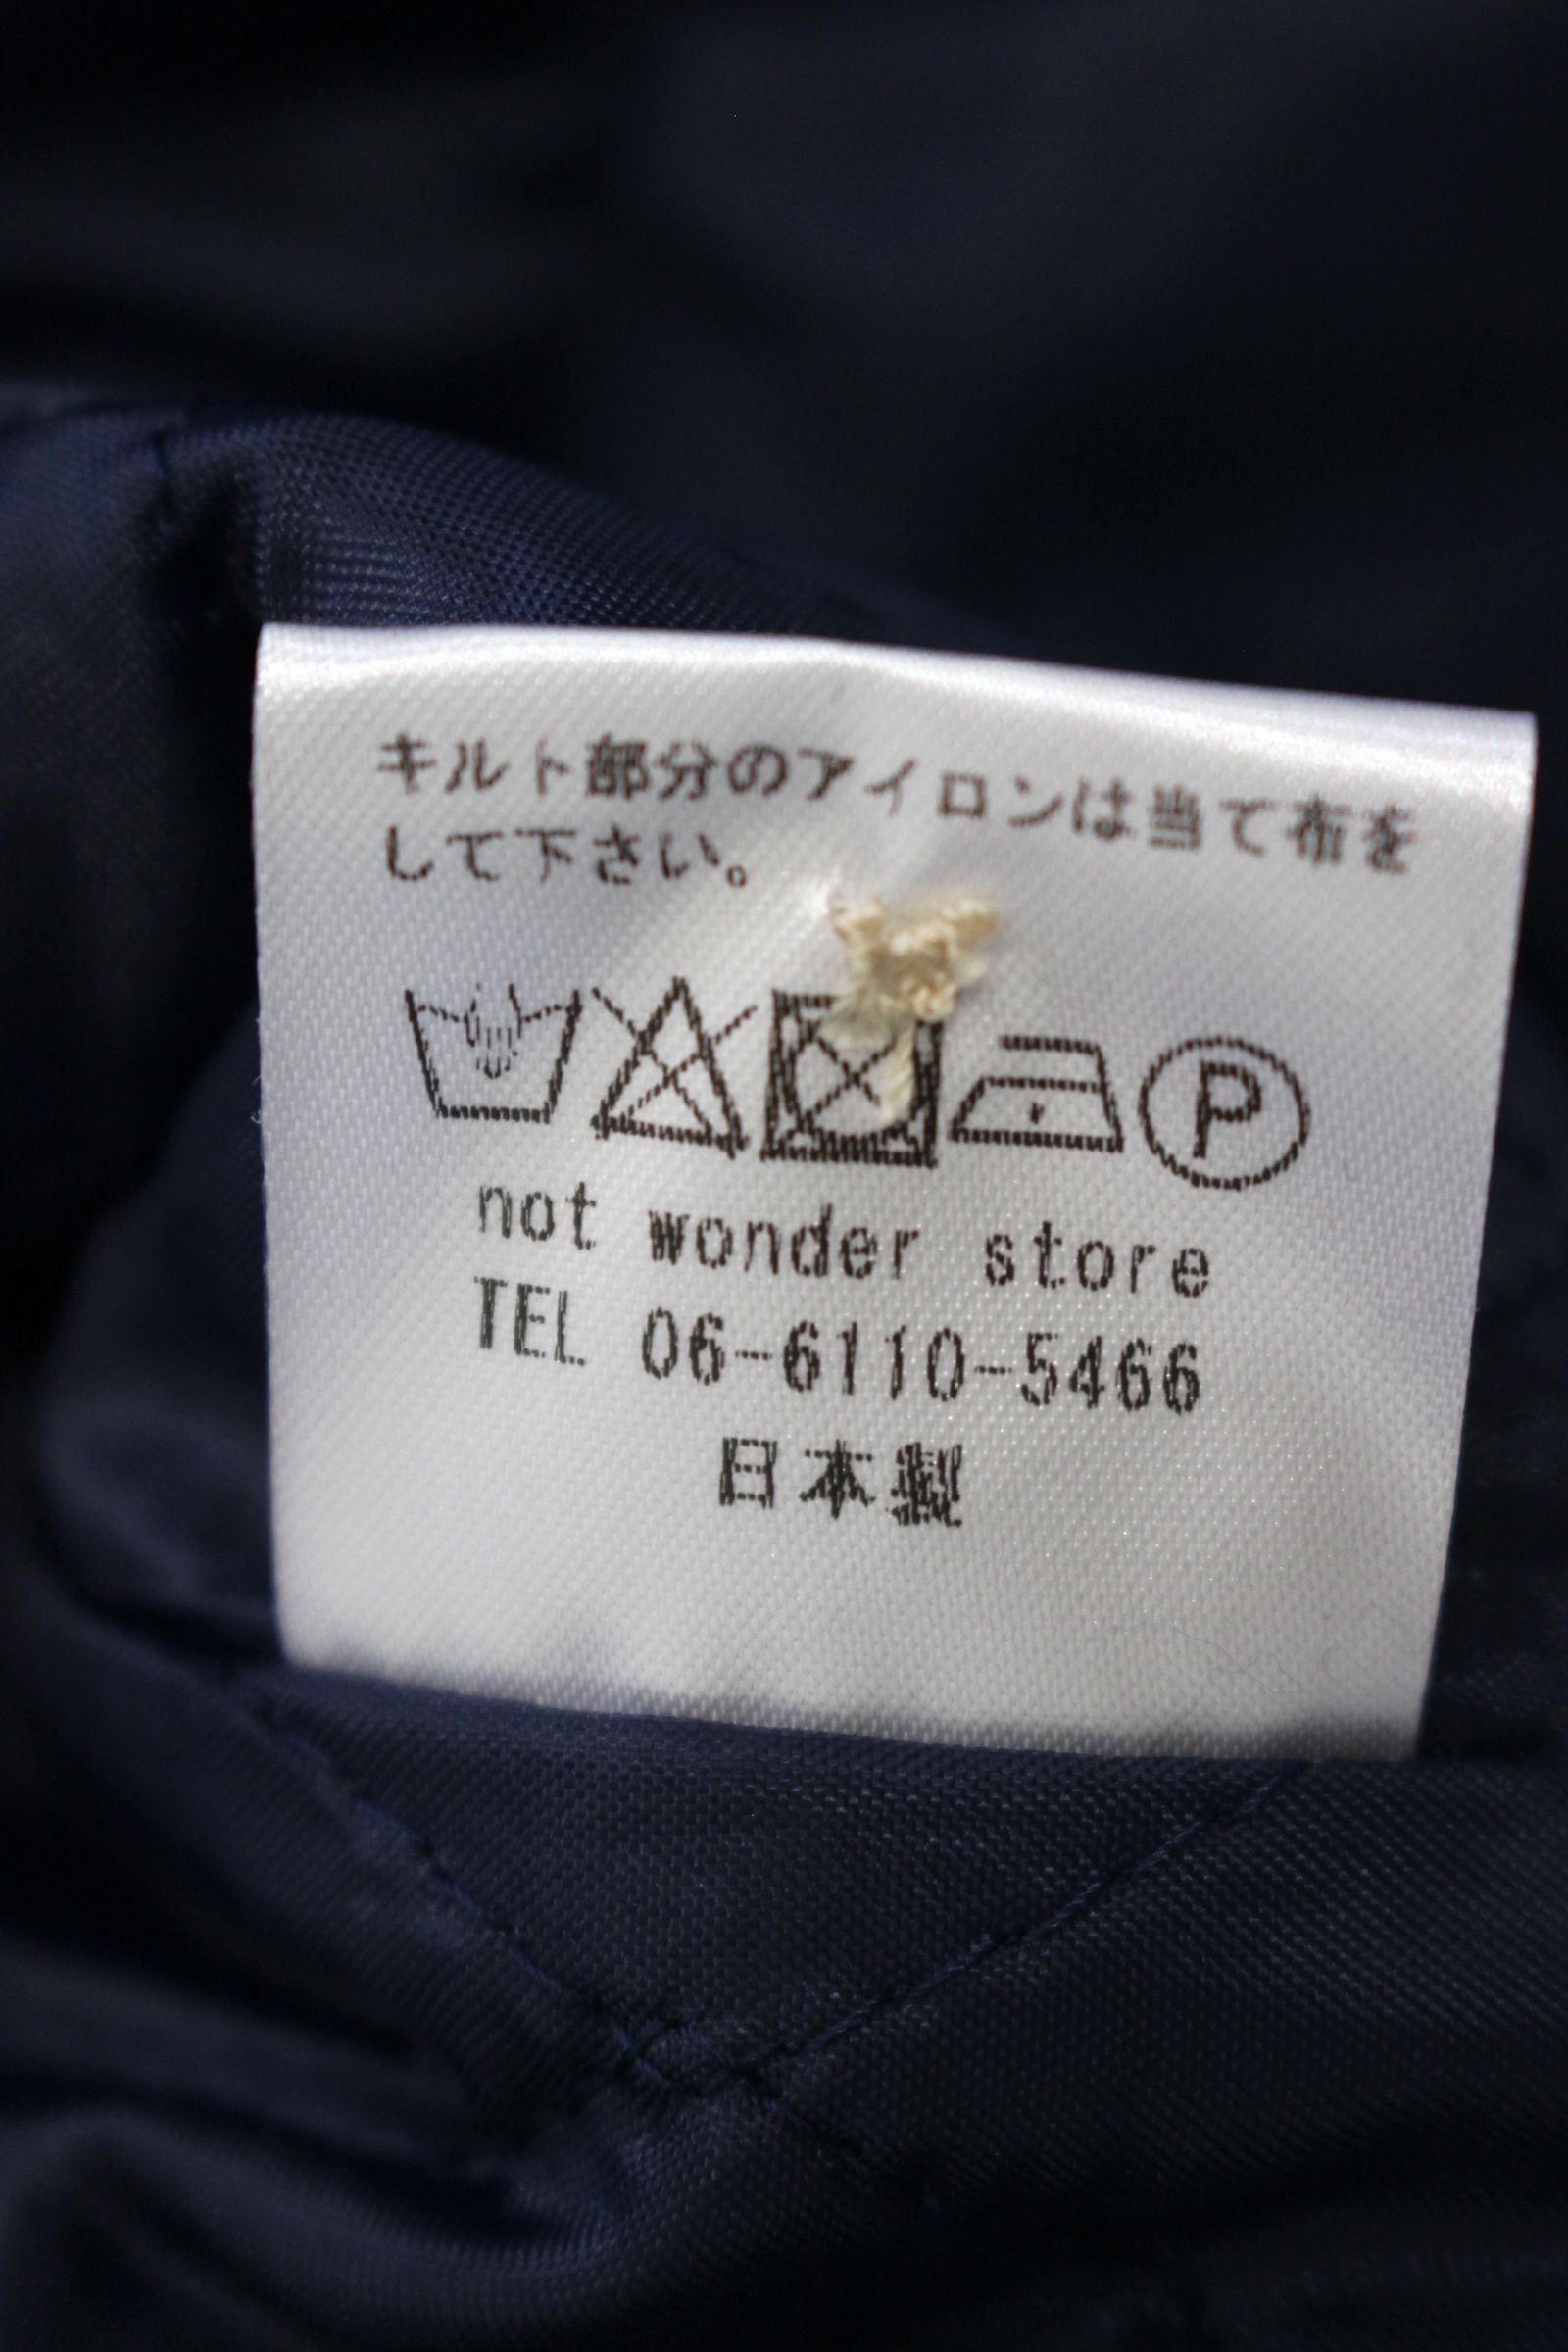 キルト部分のアイロンは当て布を
して下さい。
P
not wonder store
TEL 06-6110-5466
日本製